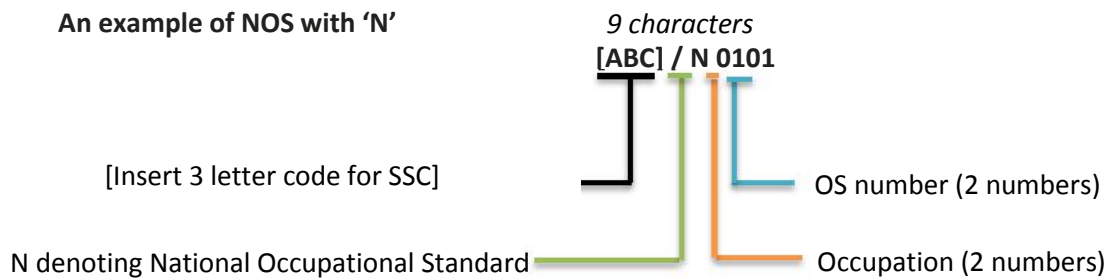 An example of NOS with ‘N’
9 characters
[ABC] / N 0101
[Insert 3 letter code for SSC]
OS number (2 numbers)
N denoting National Occupational Standard
Occupation (2 numbers)